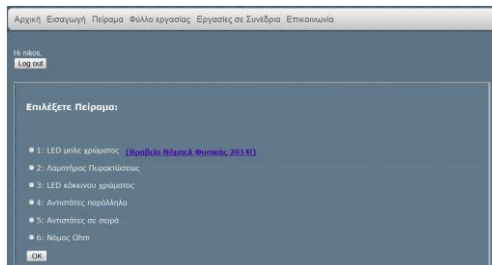 Αρχική Εισαγωγή Πείραμα Φύλλο εργασίας Εργασίες σε Συνέδρια Επικοινωνία
Hi nikos,
Log out
Επιλέξετε Πείραμα:
1: LED μπλε χρώματος (Βραβείο Νόμπελ Φυσικής 2014!)
2: Λαμπτήρας Πυρακτώσεως
3: LED κόκκινου χρώματος
4: Αντιστάτες παράλληλα
5: Αντιστάτες σε σειρά
6: Νόμος Ohm
OK